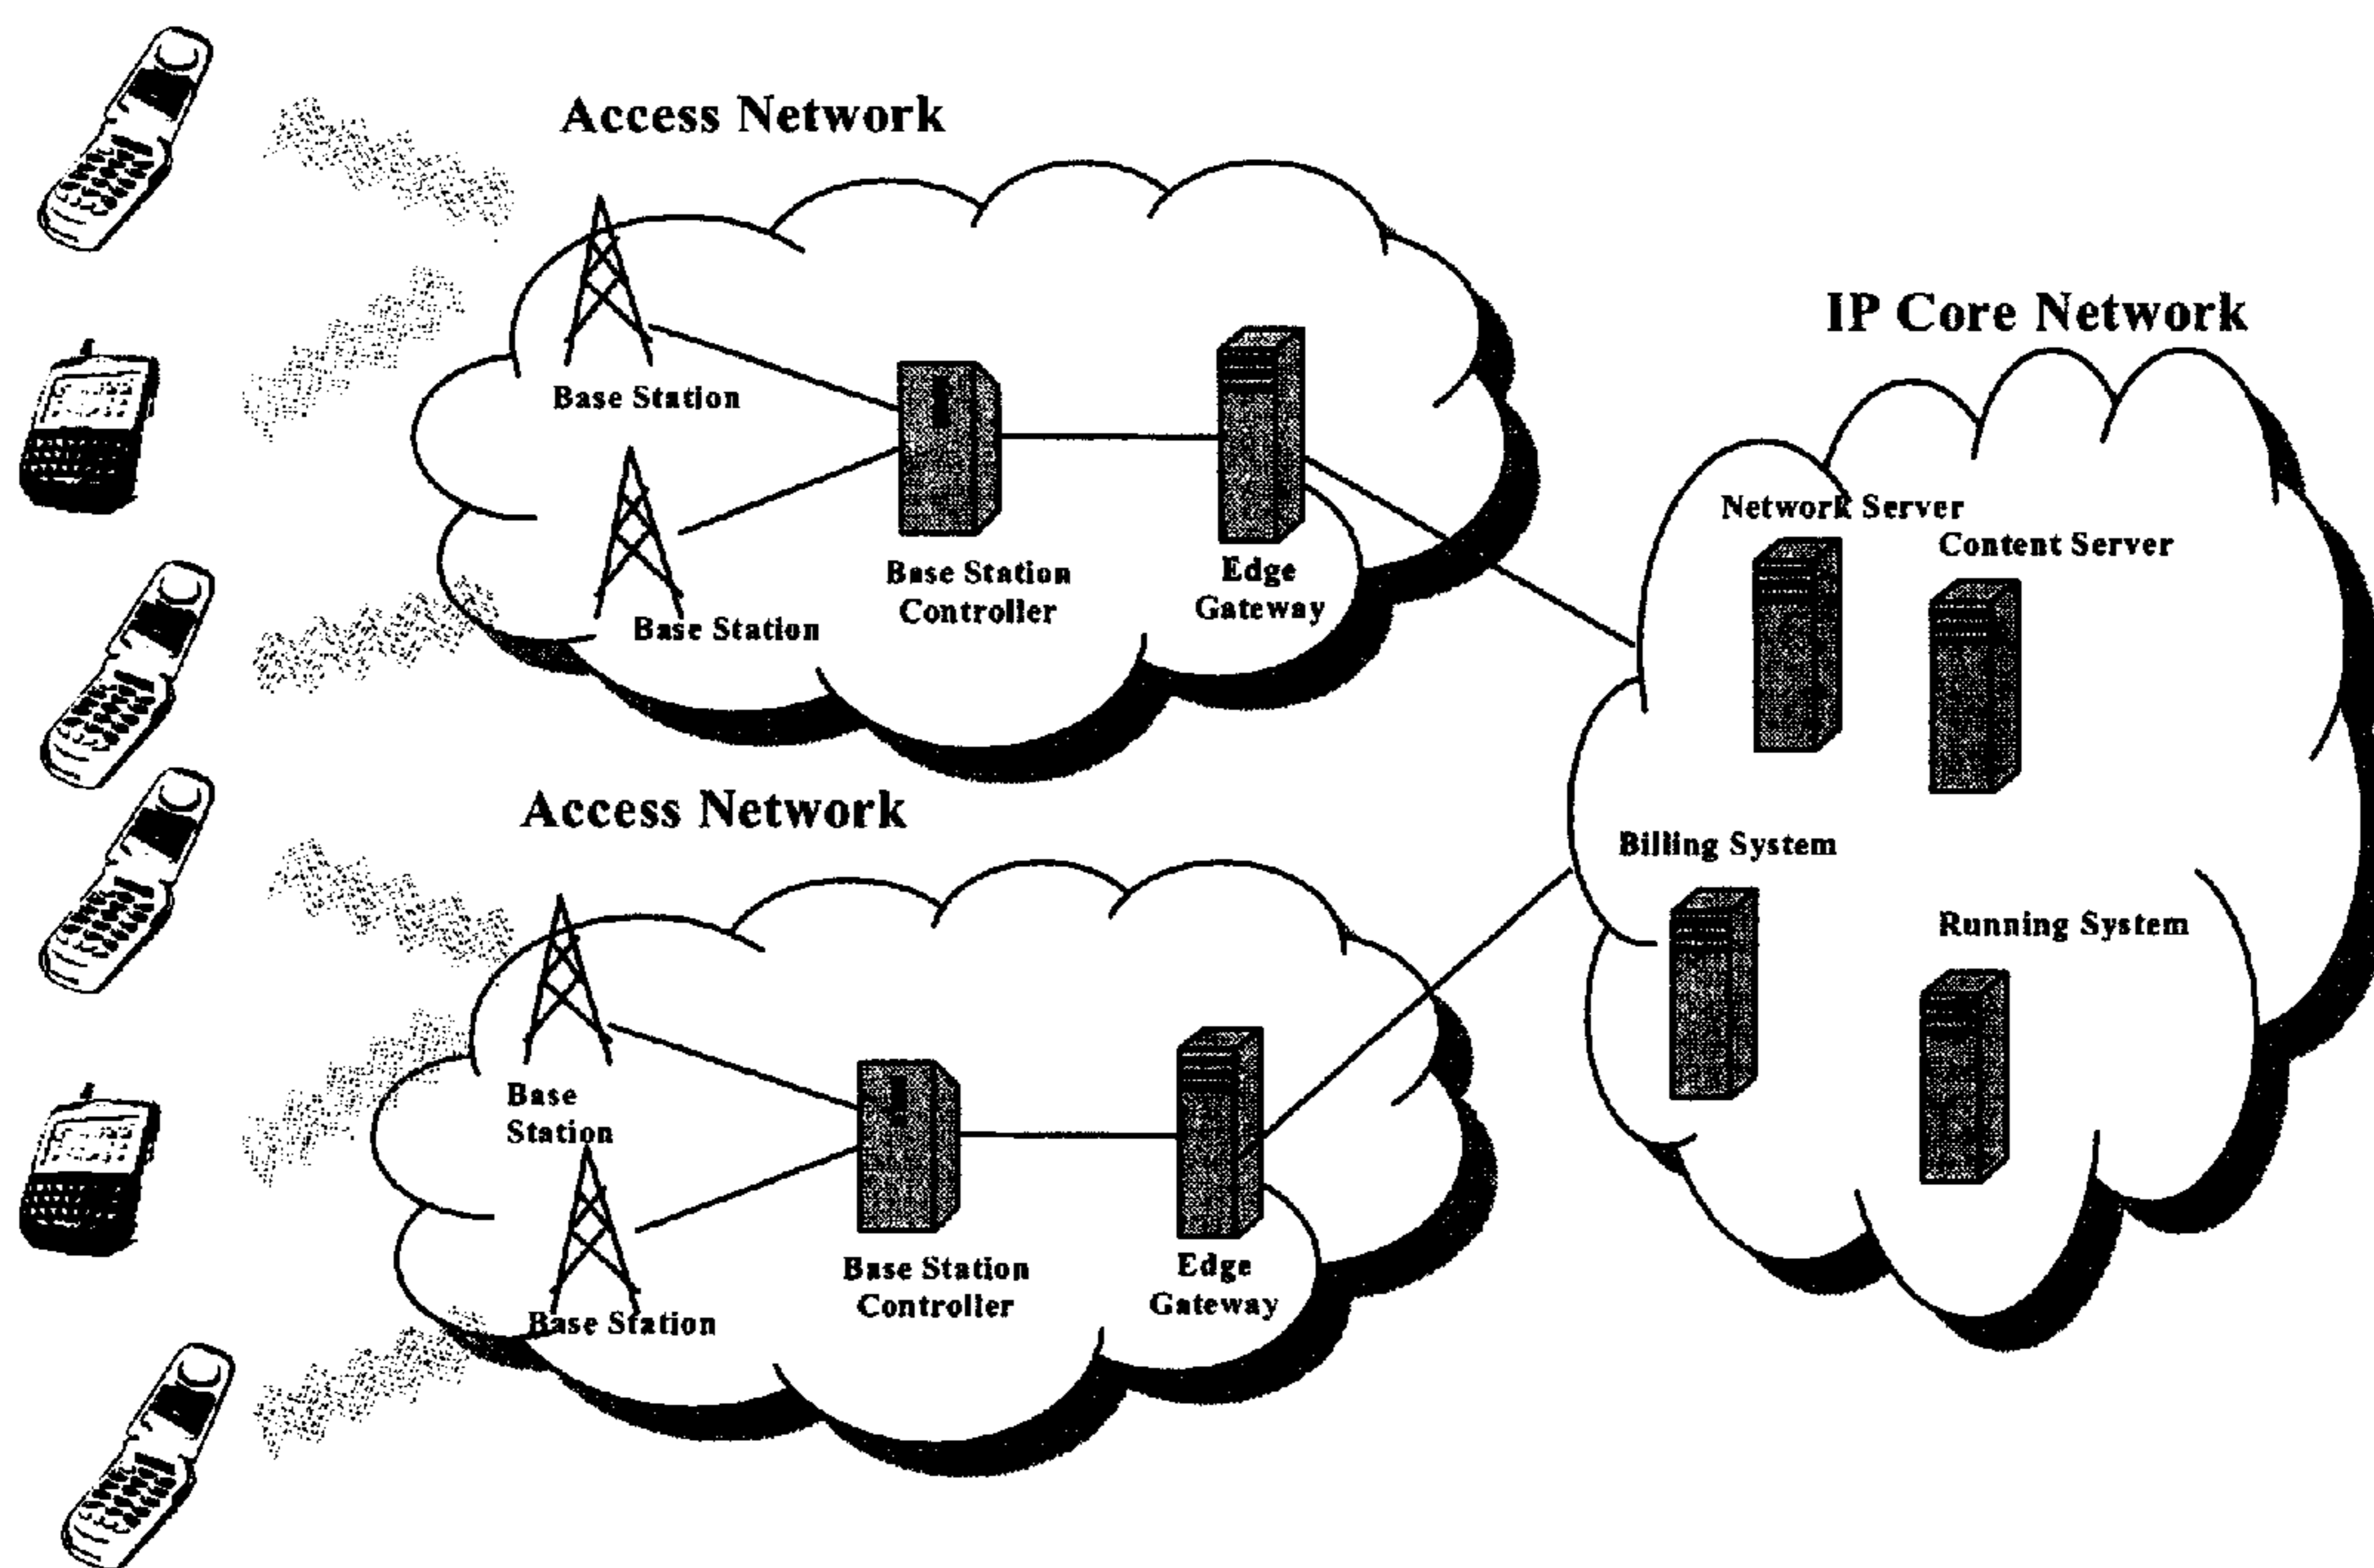 Access Network
Base Station
Base Station
Base Station
Controller
Edge
Gateway
IP Core Network
Network Server
Content Server
Billing System
Running System
Access Network
Base
Station
Base Station
Base Station
Controller
Edge
Gateway